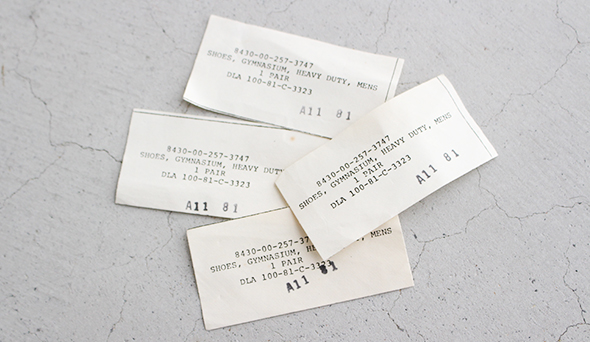 8430-00-257-3747
SHOES, GYMNASIUM, HEAVY DUTY, MENS
1 PAIR
DLA 100-81-C-3323
A11 81
8430-00-257-3747
SHOES, GYMNASIUM, HEAVY DUTY
1 PAIR
DLA 100-81-C-3323
A11 81
8430-00-257-3747
SHOES, GYMNASIUM, HEAVY DUTY, MENS
1 PAIR
DLA 100-81-C-3323
A11 81
8430-00-257-37
SHOES, GYMNASIUM, HEAVY DUTY, MENS
1 PAIR
DLA 100-81-C-3323
A11 81